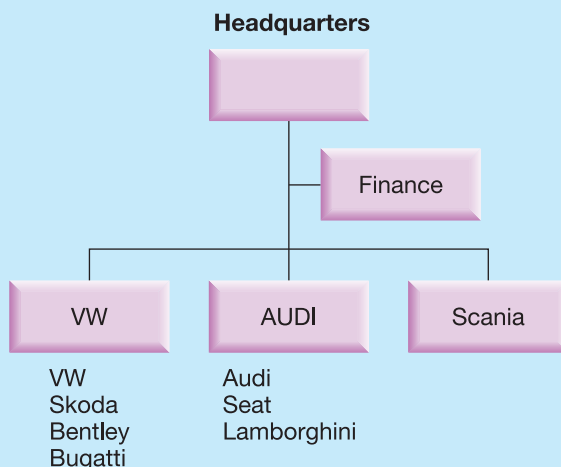 Headquarters
Finance
VW
AUDI
Scania
VW
Skoda
Bentley
Bugatti
Audi
Seat
Lamborghini